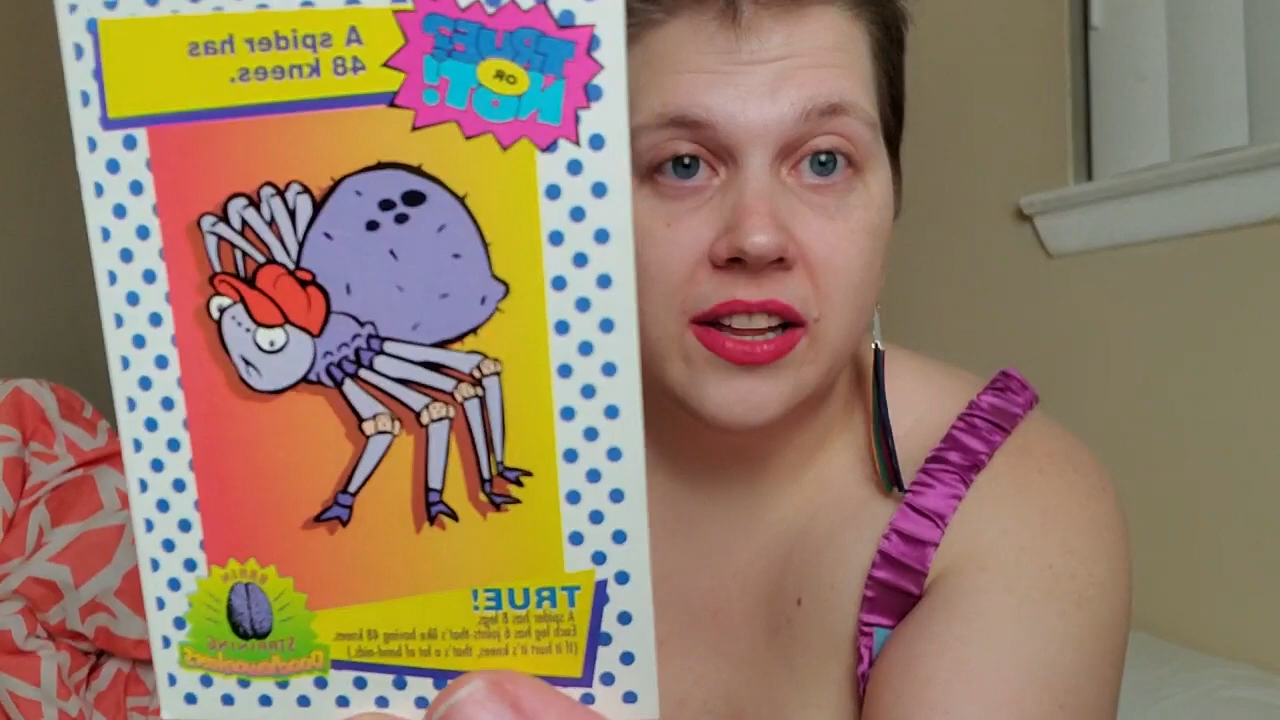 TRUE?
OR
NOT!
A spider has
48 knees.
TRUE!
A spider has 8 legs.
Each leg has 6 joints-that's like having 48 knees.
(If it hurt it's knees, that's a lot of band-aids.)
BRAIN
STRAINING